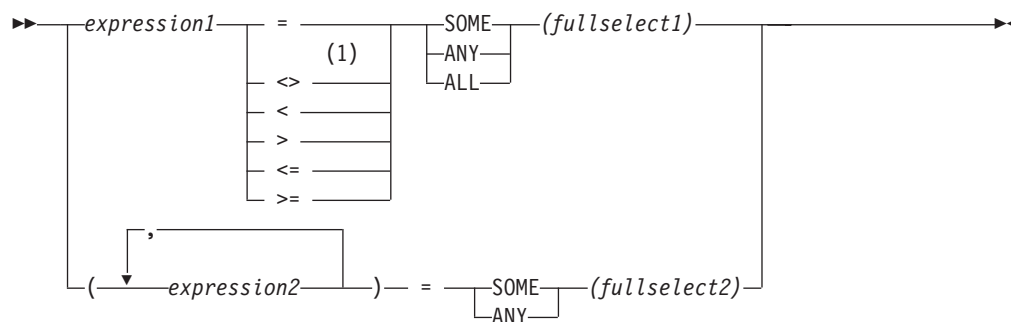 expression1 = SOME (fullselect1)
(1) ANY
<> ALL
<
>
<=
>=
,
( expression2 ) = SOME (fullselect2)
ANY